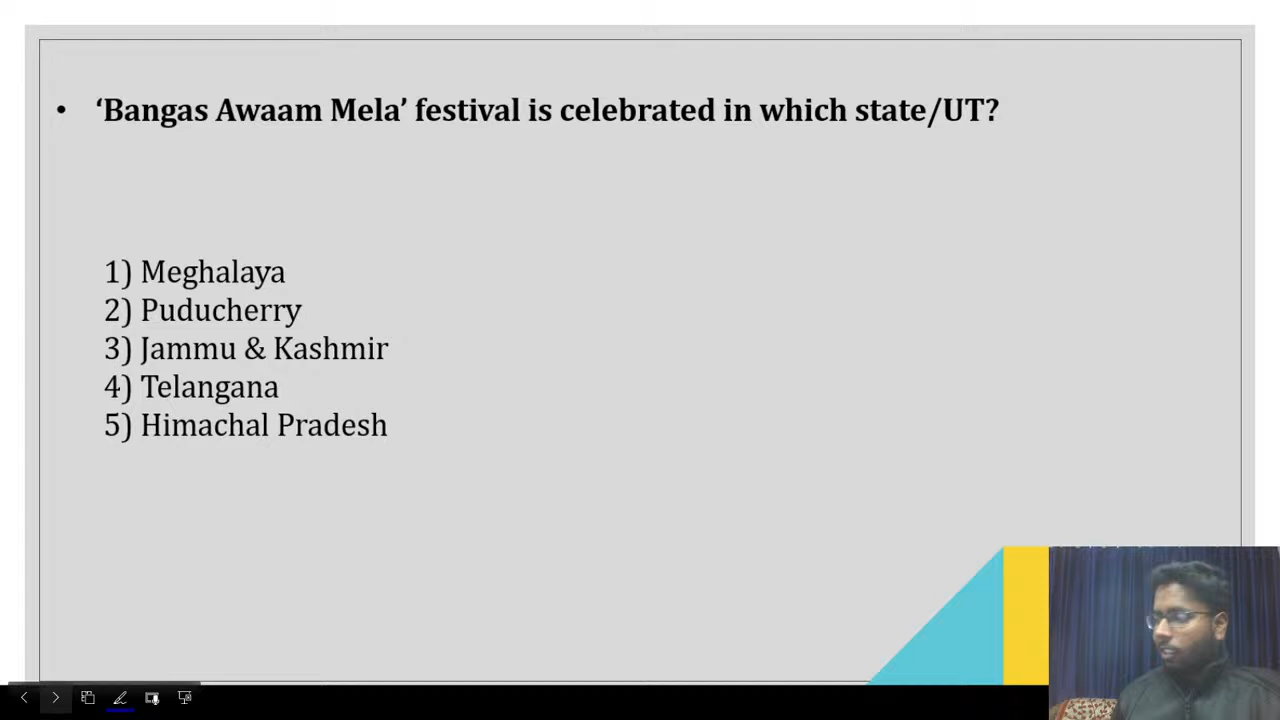 • ‘Bangas Awaam Mela’ festival is celebrated in which state/UT?
1) Meghalaya
2) Puducherry
3) Jammu & Kashmir
4) Telangana
5) Himachal Pradesh